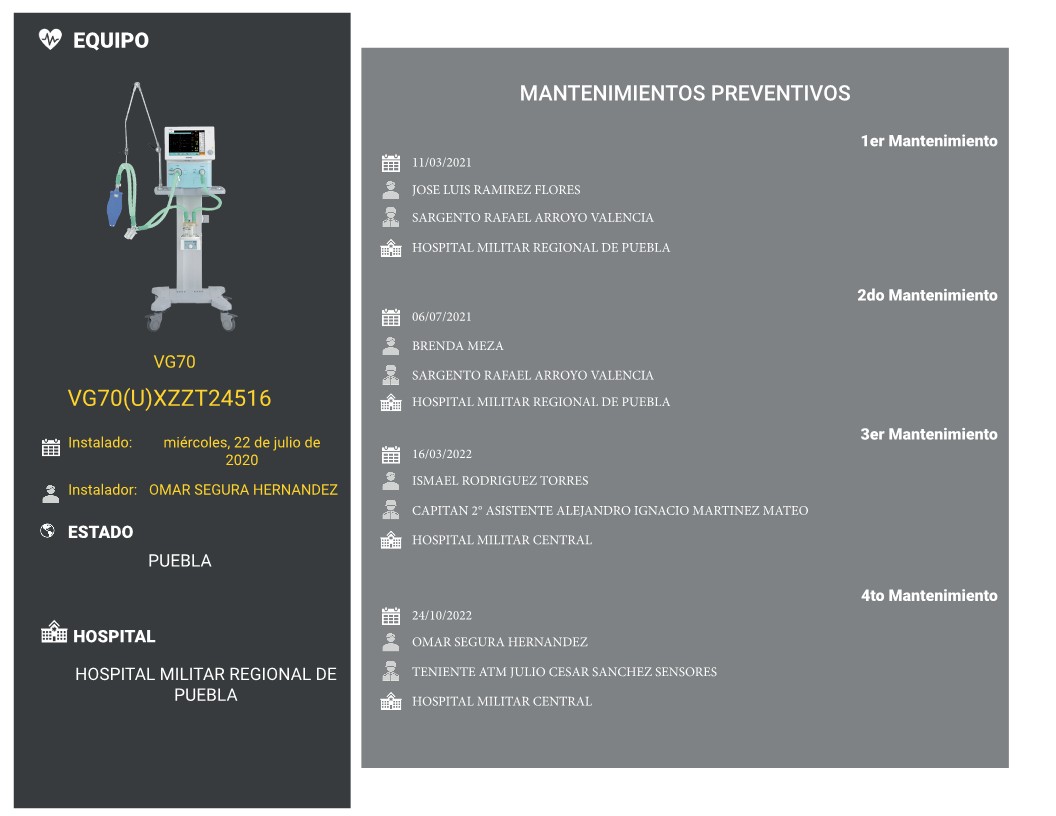 EQUIPO
VG70
VG70(U)XZZT24516
Instalado: miércoles, 22 de julio de
2020
Instalador: OMAR SEGURA HERNANDEZ
ESTADO
PUEBLA
HOSPITAL
HOSPITAL MILITAR REGIONAL DE
PUEBLA
MANTENIMIENTOS PREVENTIVOS
1er Mantenimiento
11/03/2021
JOSE LUIS RAMIREZ FLORES
SARGENTO RAFAEL ARROYO VALENCIA
HOSPITAL MILITAR REGIONAL DE PUEBLA
2do Mantenimiento
06/07/2021
BRENDA MEZA
SARGENTO RAFAEL ARROYO VALENCIA
HOSPITAL MILITAR REGIONAL DE PUEBLA
3er Mantenimiento
16/03/2022
ISMAEL RODRIGUEZ TORRES
CAPITAN 2° ASISTENTE ALEJANDRO IGNACIO MARTINEZ MATEO
HOSPITAL MILITAR CENTRAL
4to Mantenimiento
24/10/2022
OMAR SEGURA HERNANDEZ
TENIENTE ATM JULIO CESAR SANCHEZ SENSORES
HOSPITAL MILITAR CENTRAL